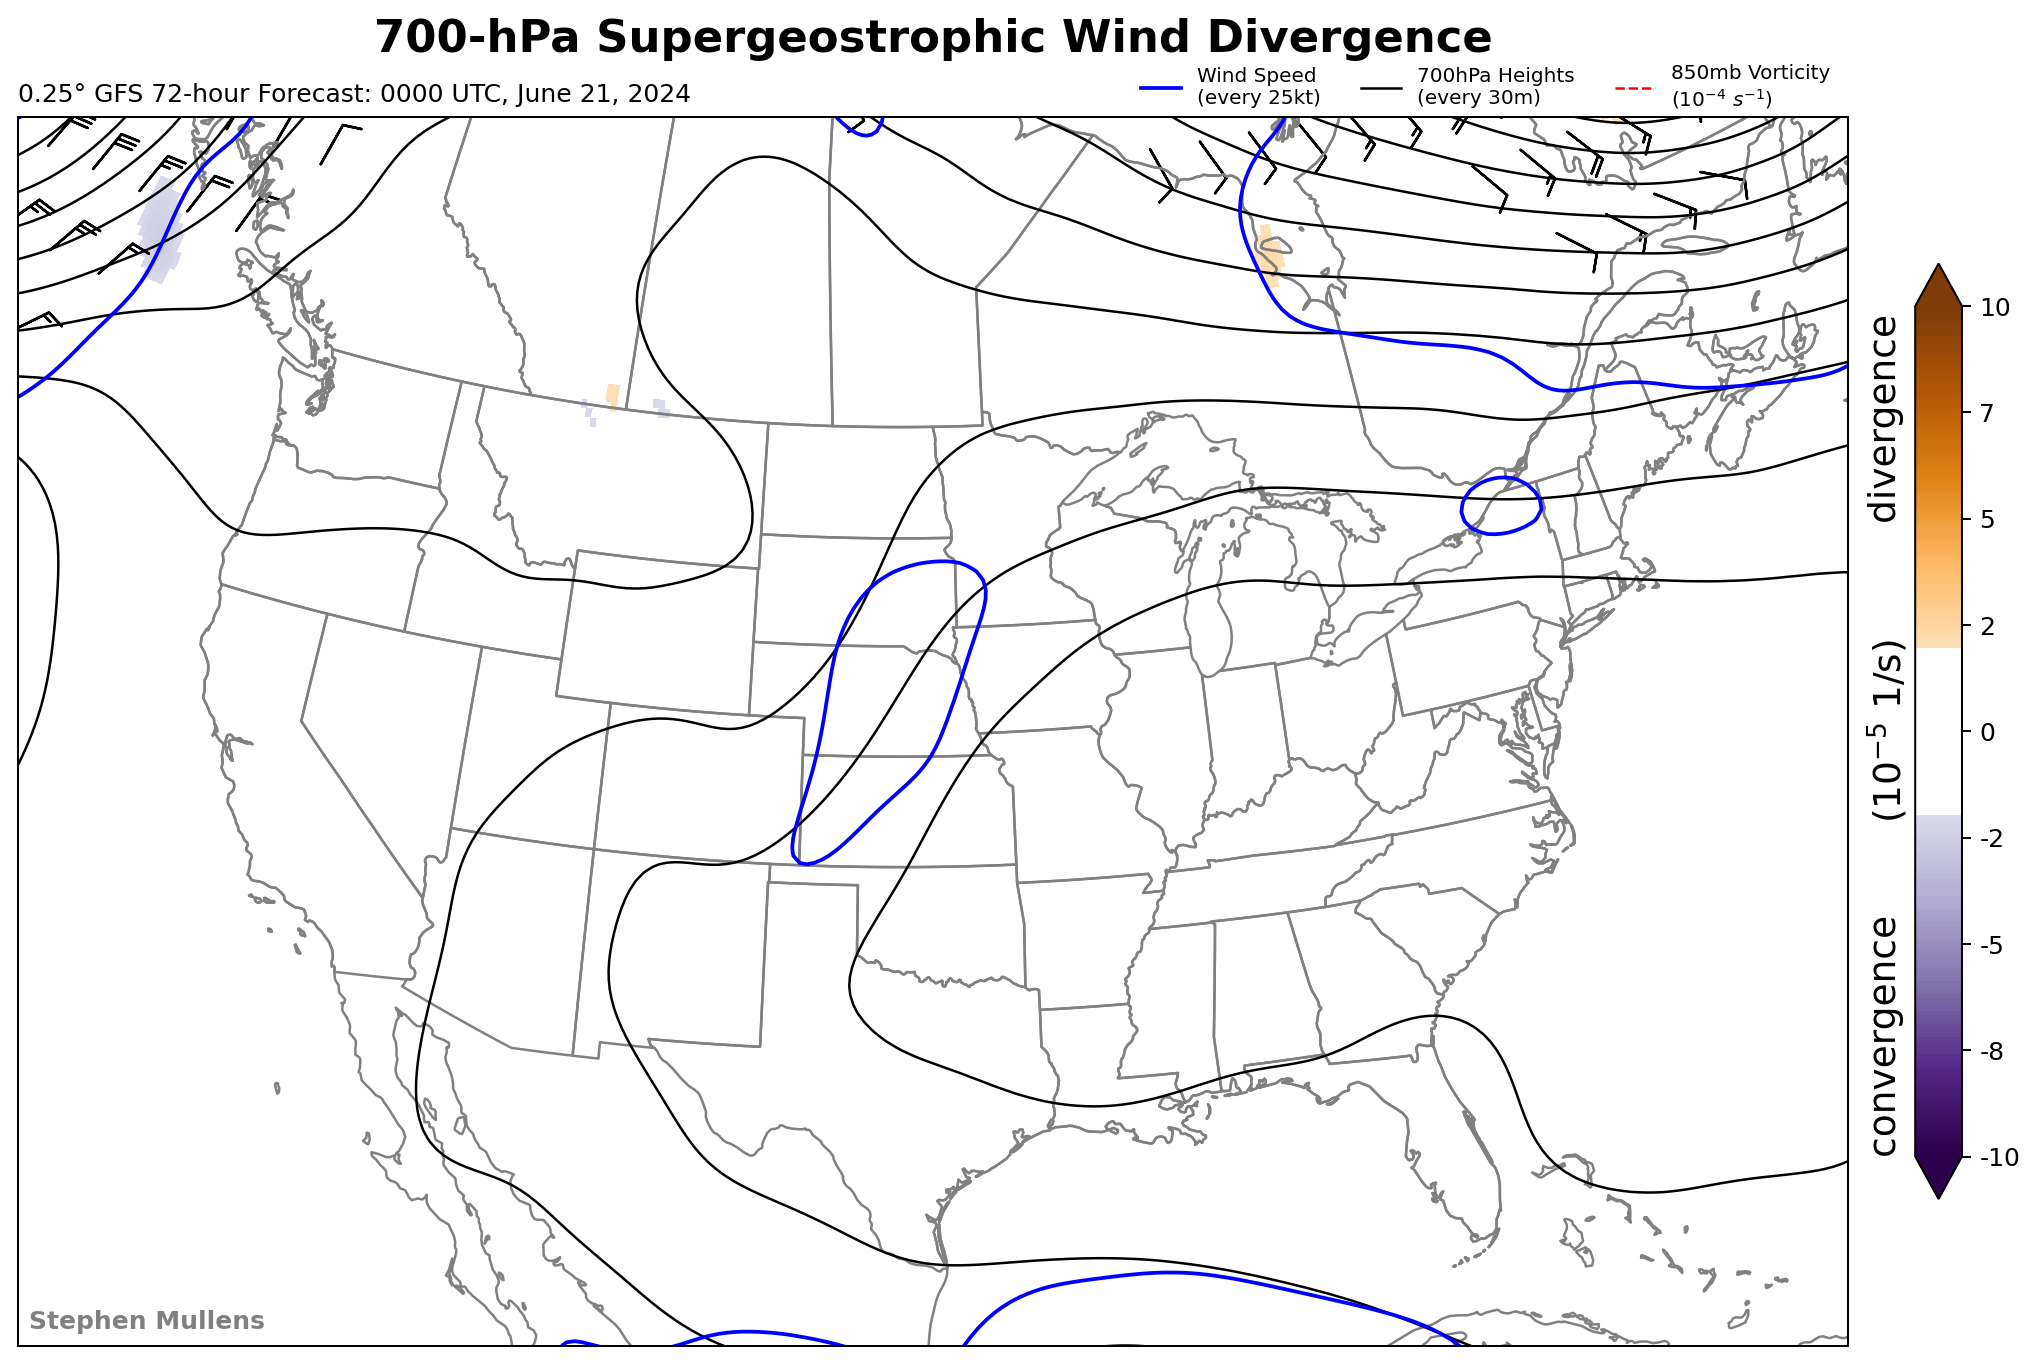 700-hPa Supergeostrophic Wind Divergence
0.25° GFS 72-hour Forecast: 0000 UTC, June 21, 2024
Wind Speed
(every 25kt)
700hPa Heights
(every 30m)
850mb Vorticity
(10⁻⁴ s⁻¹)
10
7
5
2
0
-2
-5
-8
-10
convergence (10⁻⁵ 1/s) divergence
Stephen Mullens